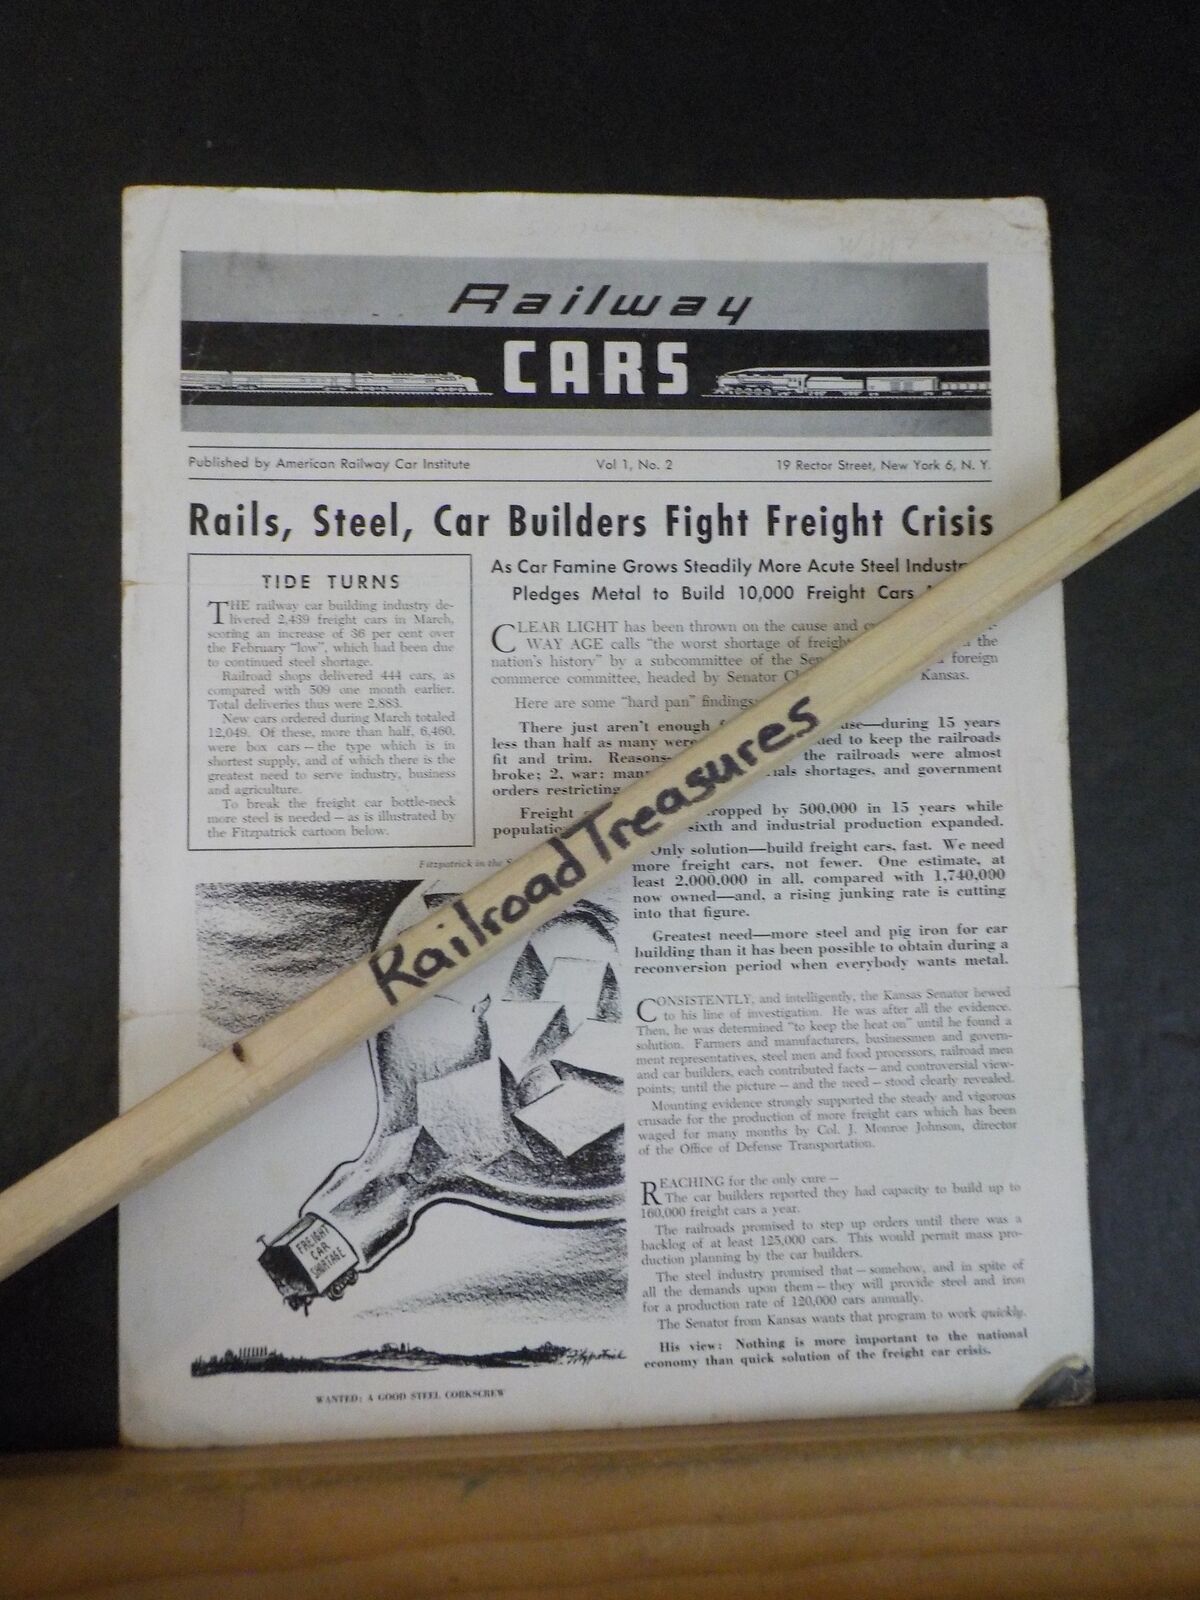 Railway
CARS
Published by American Railway Car Institute
Vol 1, No. 2
19 Rector Street, New York 6, N. Y.
Rails, Steel, Car Builders Fight Freight Crisis
TIDE TURNS
THE railway car building industry de-
livered 2,439 freight cars in March,
scoring an increase of 36 per cent over
the February "low", which had been due
to continued steel shortage.
Railroad shops delivered 444 cars, as
compared with 509 one month earlier.
Total deliveries thus were 2,883.
New cars ordered during March totaled
12,049. Of these, more than half, 6,460,
were box cars — the type which is in
shortest supply, and of which there is the
greatest need to serve industry, business
and agriculture.
To break the freight car bottle-neck
more steel is needed — as is illustrated by
the Fitzpatrick cartoon below.
As Car Famine Grows Steadily More Acute Steel
Pledges Metal to Build 10,000 Freight Cars
CLEAR LIGHT has been thrown on the cause and
WAY AGE calls "the worst shortage of freight the
nation's history" by a subcommittee of the foreign
commerce committee, headed by Senator Kansas.
Here are some "hard pan" findings:
There just aren't enough —during 15 years
less than half as many were to keep the railroads
fit and trim. Reasons— the railroads were almost
broke; 2, war: shortages, and government
orders restricting
Freight dropped by 500,000 in 15 years while
sixth and industrial production expanded.
Only solution—build freight cars, fast. We need
more freight cars, not fewer. One estimate, at
least 2,000,000 in all, compared with 1,740,000
now owned—and, a rising junking rate is cutting
into that figure.
Greatest need—more steel and pig iron for car
building than it has been possible to obtain during a
reconversion period when everybody wants metal.
CONSISTENTLY, and intelligently, the Kansas Senator hewed
to his line of investigation. He was after all the evidence.
Then, he was determined "to keep the heat on" until he found a
solution. Farmers and manufacturers, businessmen and govern-
ment representatives, steel men and food processors, railroad men
and car builders, each contributed facts — and controversial view-
points; until the picture — and the need — stood clearly revealed.
Mounting evidence strongly supported the steady and vigorous
crusade for the production of more freight cars which has been
waged for many months by Col. J. Monroe Johnson, director
of the Office of Defense Transportation.
REACHING for the only cure —
The car builders reported they had capacity to build up to
160,000 freight cars a year.
The railroads promised to step up orders until there was a
backlog of at least 125,000 cars. This would permit mass pro-
duction planning by the car builders.
The steel industry promised that — somehow, and in spite of
all the demands upon them — they will provide steel and iron
for a production rate of 120,000 cars annually.
The Senator from Kansas wants that program to work quickly.
His view: Nothing is more important to the national
economy than quick solution of the freight car crisis.
Fitzpatrick in the
FREIGHT
CAR
SHORTAGE
Fitzpatrick
WANTED: A GOOD STEEL CORKSCREW
Railroad Treasures